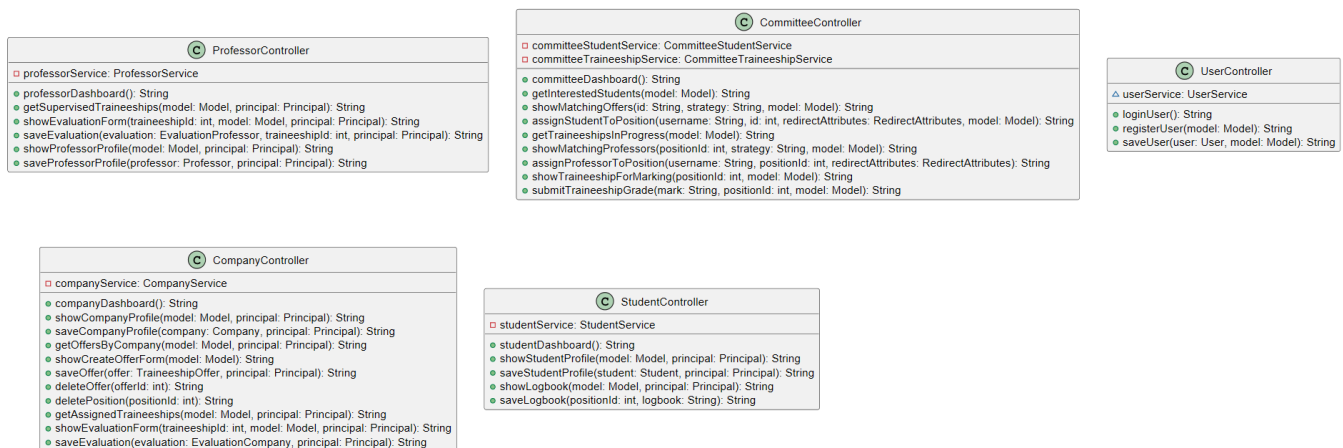 C ProfessorController
professorService: ProfessorService
professorDashboard(): String
getSupervisedTraineeships(model: Model, principal: Principal): String
showEvaluationForm(traineeshipId: int, model: Model, principal: Principal): String
saveEvaluation(evaluation: EvaluationProfessor, traineeshipId: int, principal: Principal): String
showProfessorProfile(model: Model, principal: Principal): String
saveProfessorProfile(professor: Professor, principal: Principal): String
C CommitteeController
committeeStudentService: CommitteeStudentService
committeeTraineeshipService: CommitteeTraineeshipService
committeeDashboard(): String
getInterestedStudents(model: Model): String
showMatchingOffers(id: String, strategy: String, model: Model): String
assignStudentToPosition(username: String, id: int, redirectAttributes: RedirectAttributes, model: Model): String
getTraineeshipsInProgress(model: Model): String
showMatchingProfessors(positionId: int, strategy: String, model: Model): String
assignProfessorToPosition(username: String, positionId: int, redirectAttributes: RedirectAttributes): String
showTraineeshipForMarking(positionId: int, model: Model): String
submitTraineeshipGrade(mark: String, positionId: int, model: Model): String
C UserController
userService: UserService
loginUser(): String
registerUser(model: Model): String
saveUser(user: User, model: Model): String
C CompanyController
companyService: CompanyService
companyDashboard(): String
showCompanyProfile(model: Model, principal: Principal): String
saveCompanyProfile(company: Company, principal: Principal): String
getOffersByCompany(model: Model, principal: Principal): String
showCreateOfferForm(model: Model): String
saveOffer(offer: TraineeshipOffer, principal: Principal): String
deleteOffer(offerId: int): String
deletePosition(positionId: int): String
getAssignedTraineeships(model: Model, principal: Principal): String
showEvaluationForm(traineeshipId: int, model: Model, principal: Principal): String
saveEvaluation(evaluation: EvaluationCompany, principal: Principal): String
C StudentController
studentService: StudentService
studentDashboard(): String
showStudentProfile(model: Model, principal: Principal): String
saveStudentProfile(student: Student, principal: Principal): String
showLogbook(model: Model, principal: Principal): String
saveLogbook(positionId: int, logbook: String): String